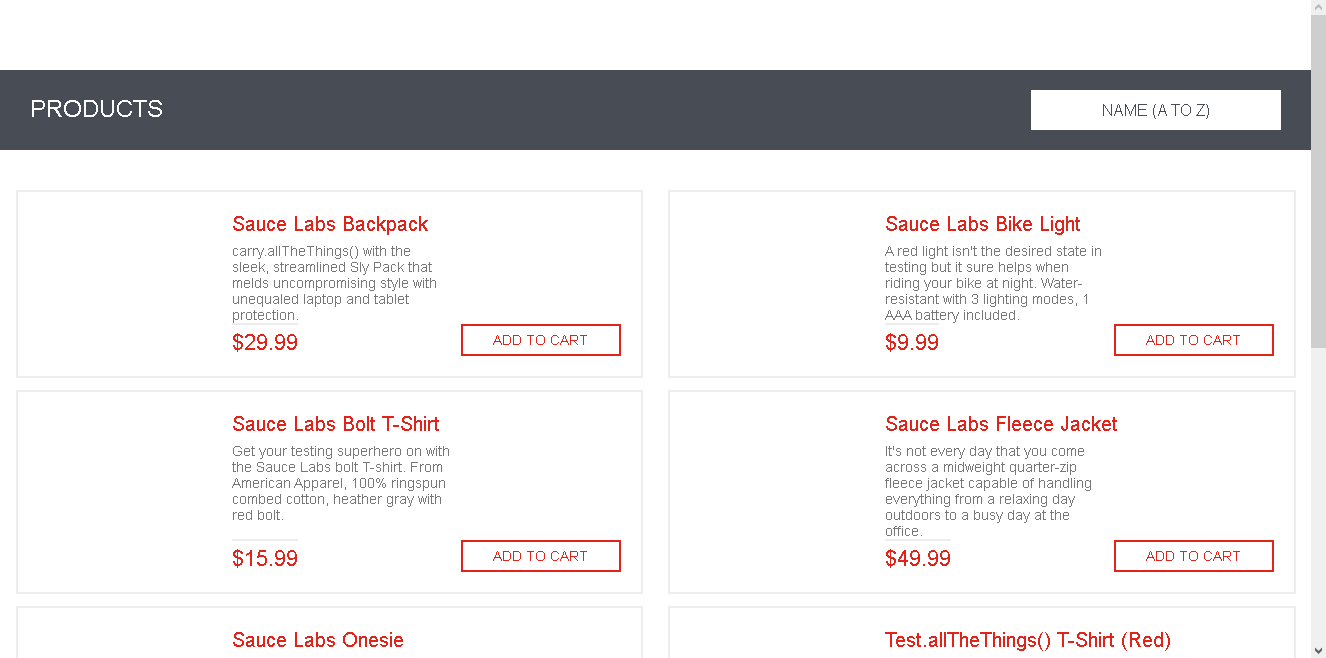 PRODUCTS
NAME (A TO Z)
Sauce Labs Backpack
carry.allTheThings() with the
sleek, streamlined Sly Pack that
melds uncompromising style with
unequaled laptop and tablet
protection.
$29.99
ADD TO CART
Sauce Labs Bike Light
A red light isn't the desired state in
testing but it sure helps when
riding your bike at night. Water-
resistant with 3 lighting modes, 1
AAA battery included.
$9.99
ADD TO CART
Sauce Labs Bolt T-Shirt
Get your testing superhero on with
the Sauce Labs bolt T-shirt. From
American Apparel, 100% ringspun
combed cotton, heather gray with
red bolt.
$15.99
ADD TO CART
Sauce Labs Fleece Jacket
It's not every day that you come
across a midweight quarter-zip
fleece jacket capable of handling
everything from a relaxing day
outdoors to a busy day at the
office.
$49.99
ADD TO CART
Sauce Labs Onesie
Test.allTheThings() T-Shirt (Red)